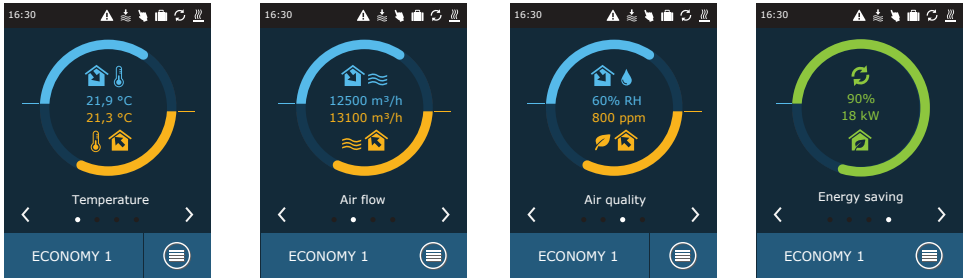 16:30
21,9 °C
21,3 °C
Temperature
ECONOMY 1
16:30
12500 m³/h
13100 m³/h
Air flow
ECONOMY 1
16:30
60% RH
800 ppm
Air quality
ECONOMY 1
16:30
90%
18 kW
Energy saving
ECONOMY 1